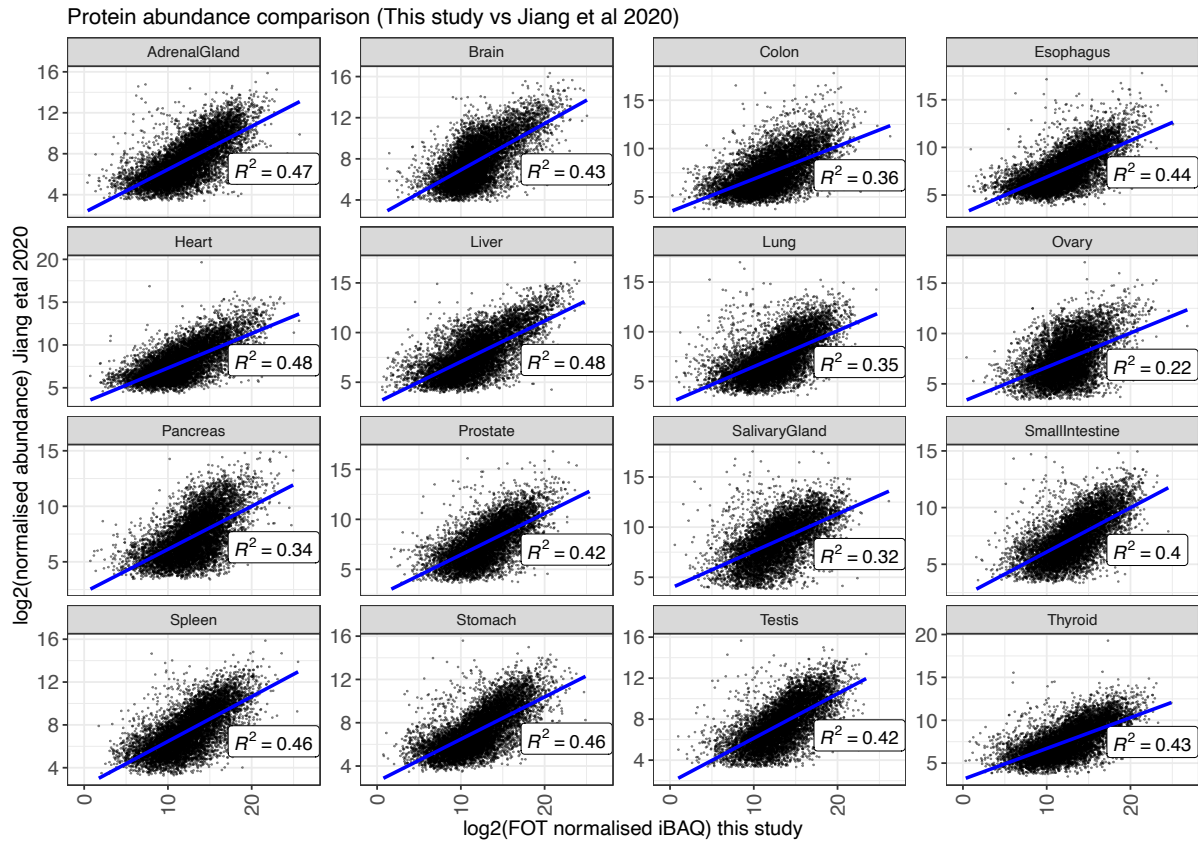 Protein abundance comparison (This study vs Jiang et al 2020)
AdrenalGland
Brain
Colon
Esophagus
16
12
8
4
R² = 0.47
16
12
8
4
R² = 0.43
15
10
5
R² = 0.36
15
10
5
R² = 0.44
Heart
Liver
Lung
Ovary
20
15
10
5
R² = 0.48
15
10
5
R² = 0.48
15
10
5
R² = 0.35
15
10
5
R² = 0.22
Pancreas
Prostate
SalivaryGland
SmallIntestine
15
10
5
R² = 0.34
15
10
5
R² = 0.42
15
10
5
R² = 0.32
15
10
5
R² = 0.4
Spleen
Stomach
Testis
Thyroid
16
12
8
4
R² = 0.46
16
12
8
4
R² = 0.46
16
12
8
4
R² = 0.42
20
15
10
5
R² = 0.43
0
10
20
0
10
20
0
10
20
0
10
20
log2(FOT normalised iBAQ) this study
log2(normalised abundance) Jiang etal 2020